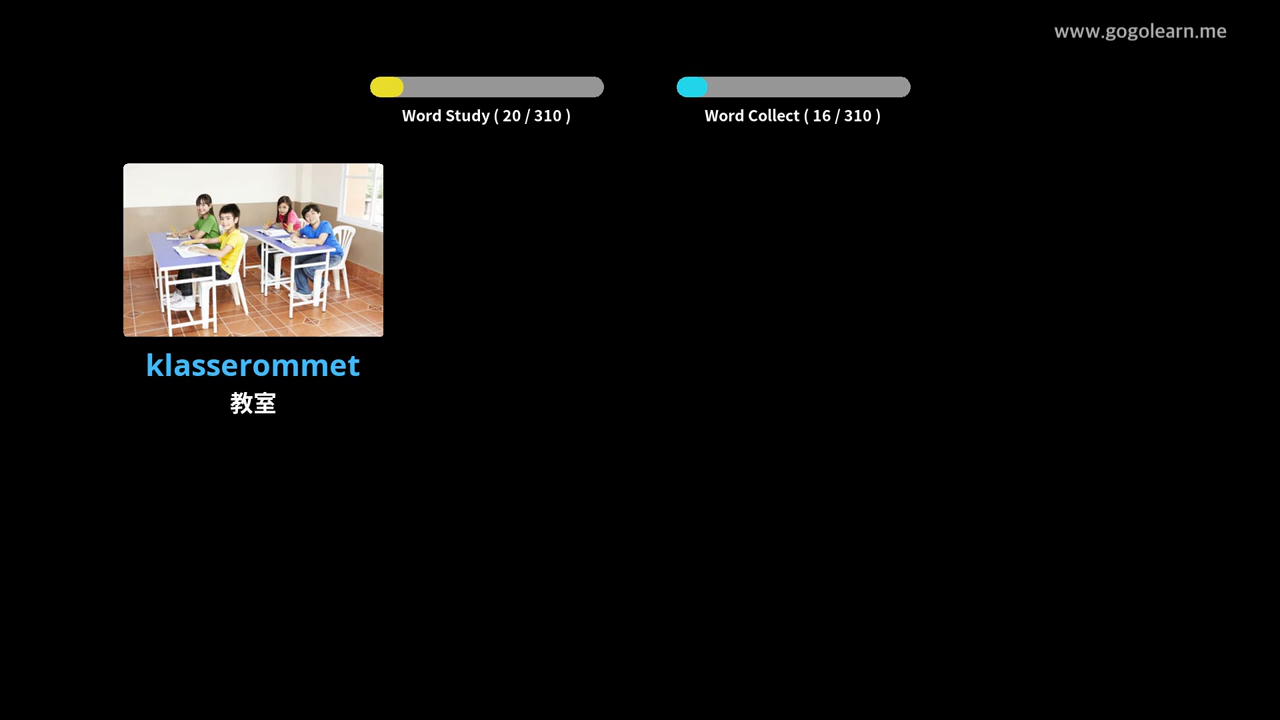 www.gogolearn.me
Word Study ( 20 / 310 )
Word Collect ( 16 / 310 )
klasserommet
教室